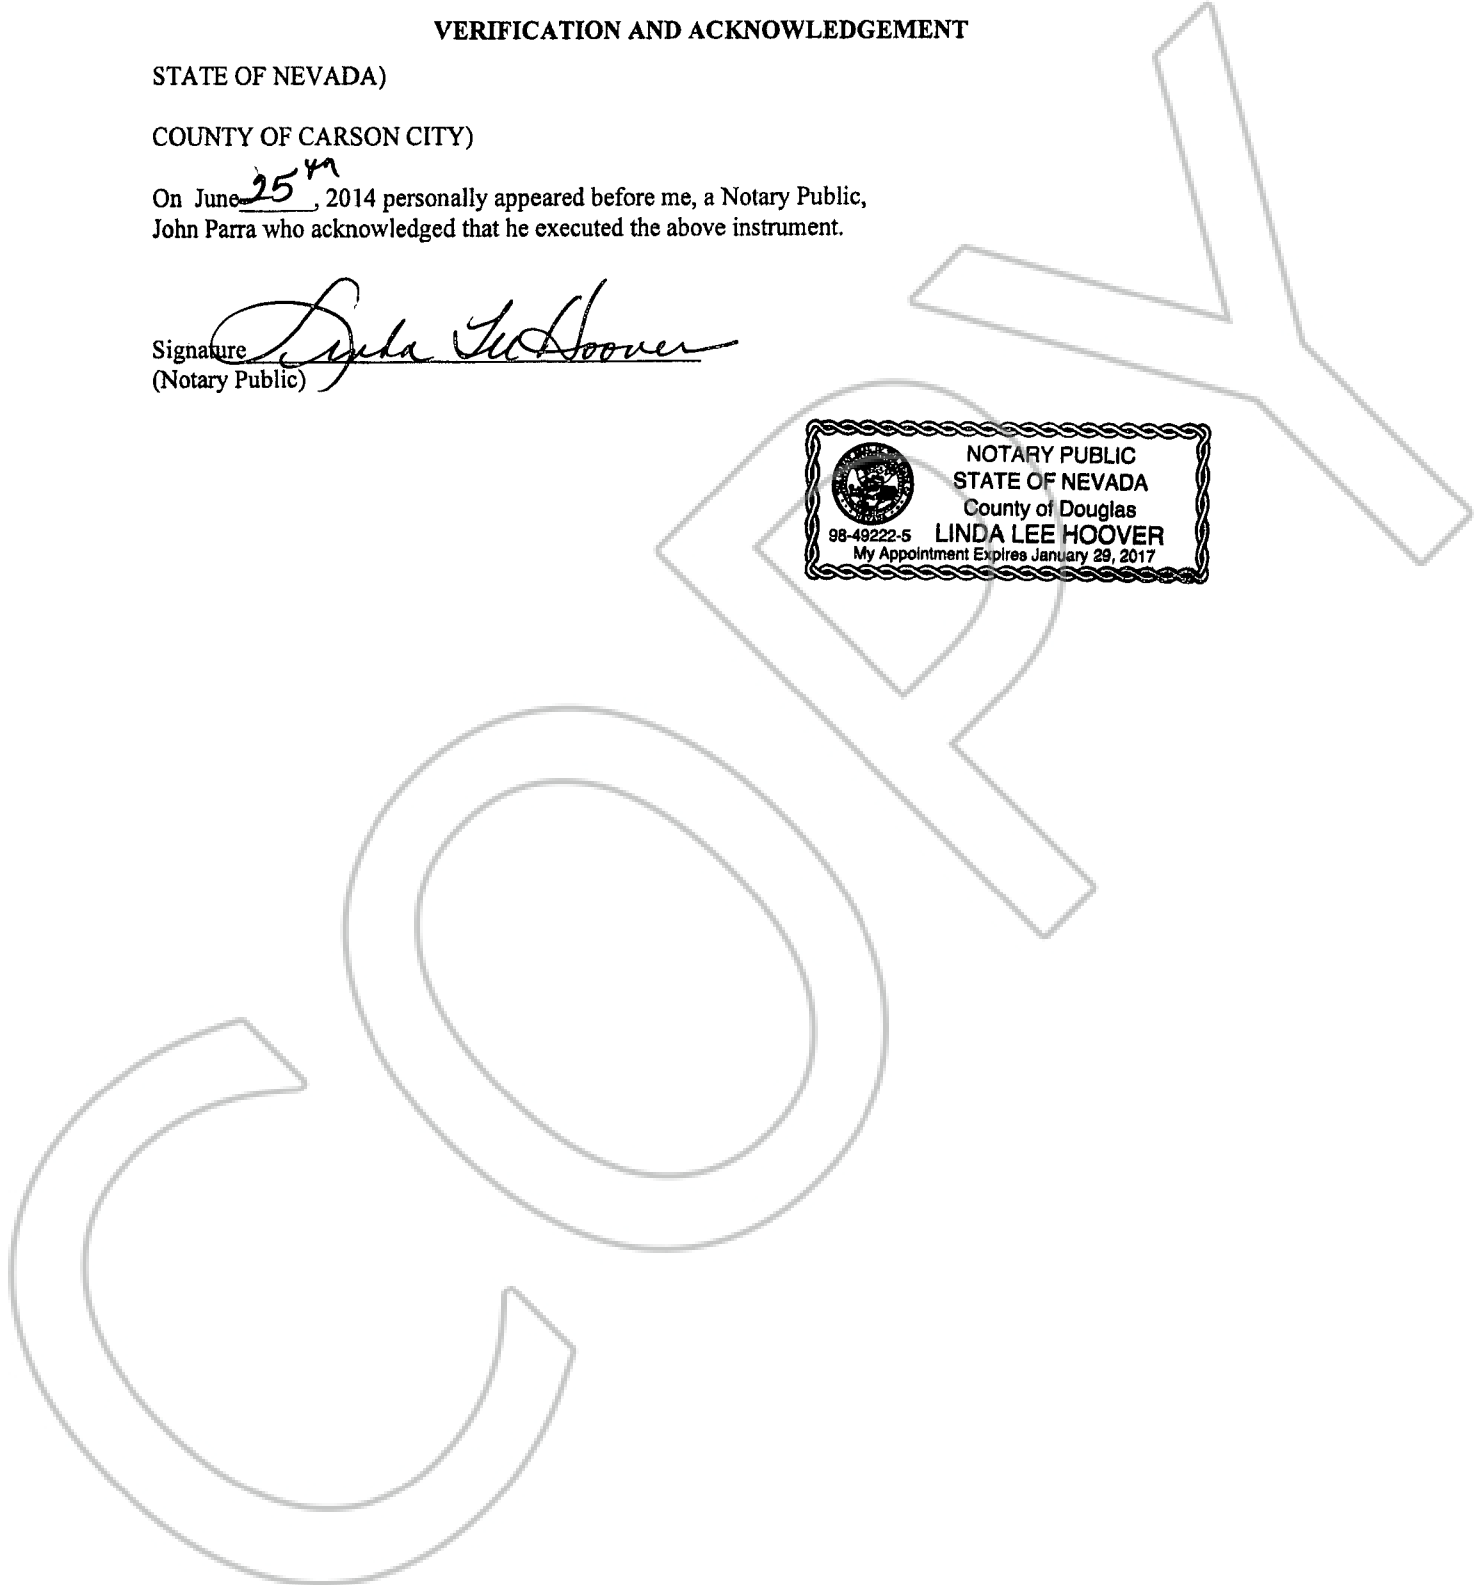 VERIFICATION AND ACKNOWLEDGEMENT
STATE OF NEVADA)
COUNTY OF CARSON CITY)
On June 25th, 2014 personally appeared before me, a Notary Public,
John Parra who acknowledged that he executed the above instrument.
Signature Linda Lee Hoover
(Notary Public)
NOTARY PUBLIC
STATE OF NEVADA
County of Douglas
98-49222-5 LINDA LEE HOOVER
My Appointment Expires January 29, 2017
COPY